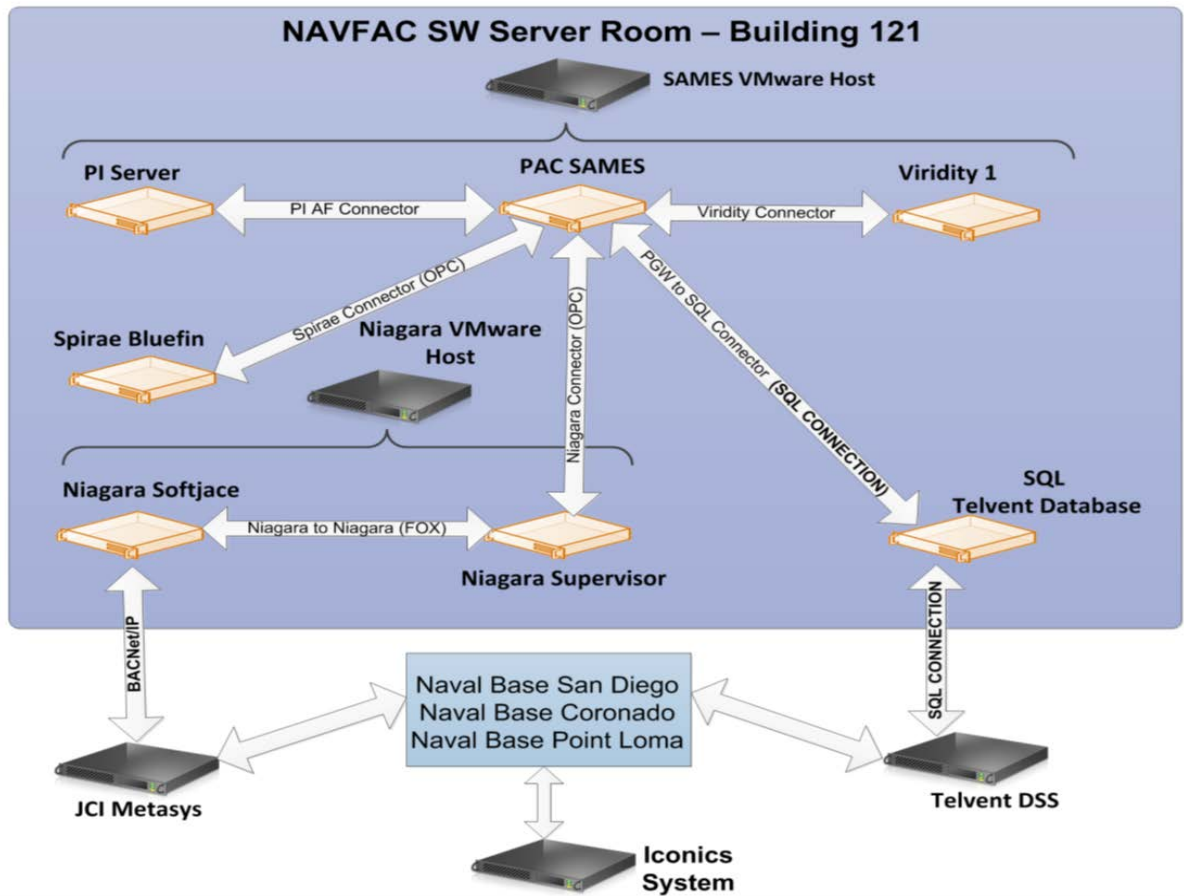 NAVFAC SW Server Room – Building 121
SAMES VMware Host
PI Server
PAC SAMES
Viridity 1
PI AF Connector
Viridity Connector
Spirae Connector (OPC)
PGW to SQL Connector (SQL CONNECTION)
Niagara Connector (OPC)
Spirae Bluefin
Niagara VMware
Host
Niagara Softjace
SQL
Telvent Database
Niagara to Niagara (FOX)
Niagara Supervisor
BACNet/IP
SQL CONNECTION
Naval Base San Diego
Naval Base Coronado
Naval Base Point Loma
JCI Metasys
Telvent DSS
Iconics
System